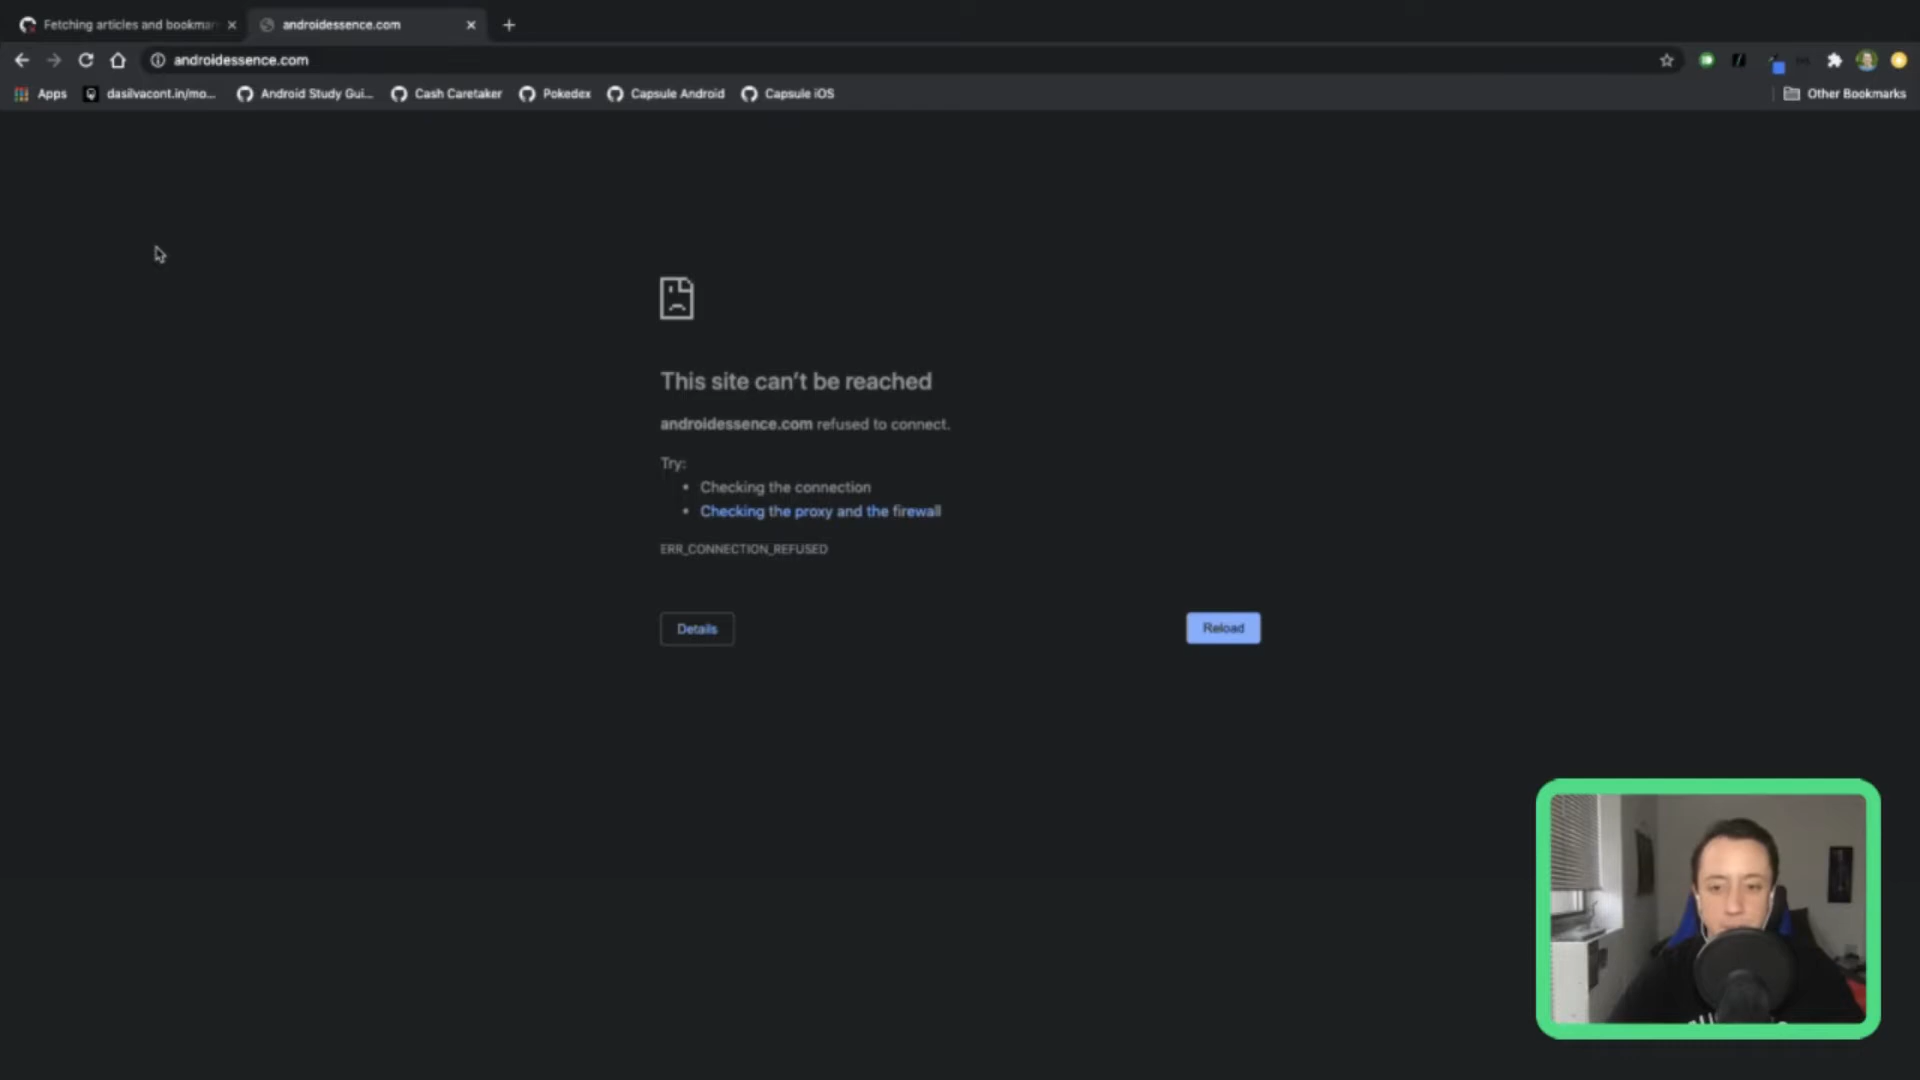 Fetching articles and bookmar
androidessence.com
androidessence.com
Apps
dasilvacont.in/mo...
Android Study Gui...
Cash Caretaker
Pokedex
Capsule Android
Capsule iOS
Other Bookmarks
This site can't be reached
androidessence.com refused to connect.
Try:
• Checking the connection
• Checking the proxy and the firewall
ERR_CONNECTION_REFUSED
Details
Reload